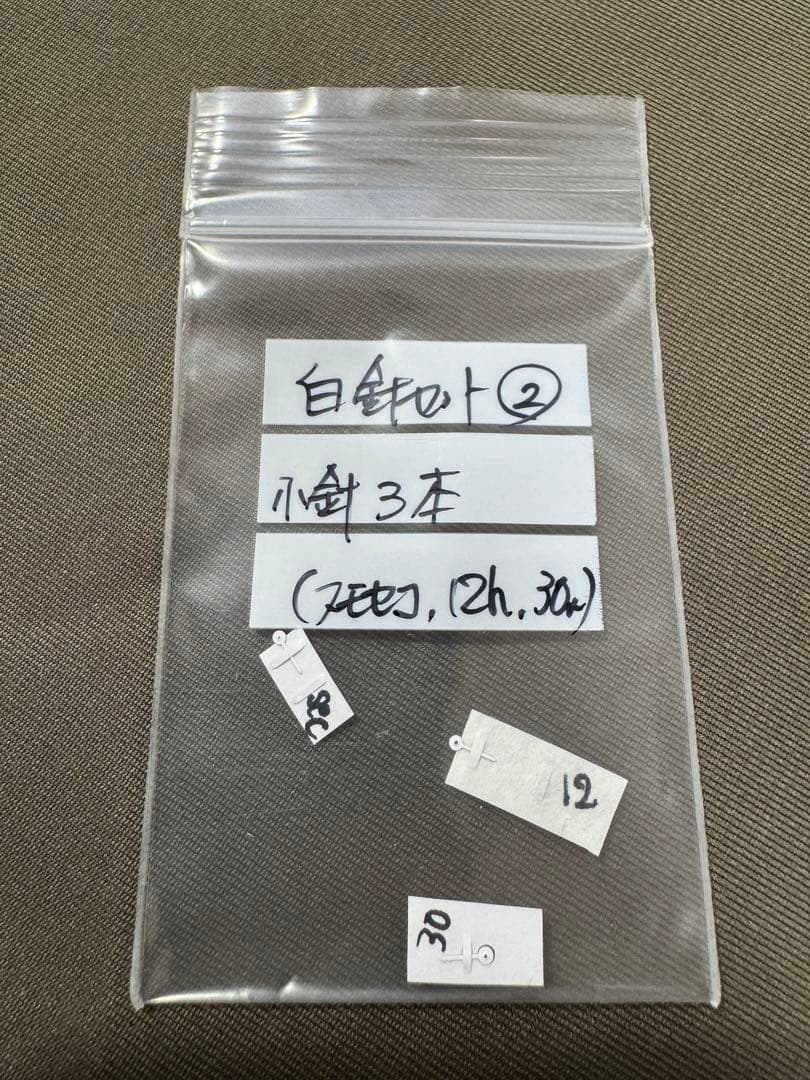 白針セット②
小針3本
(スモセコ, 12h, 30m)
SEC
12
30